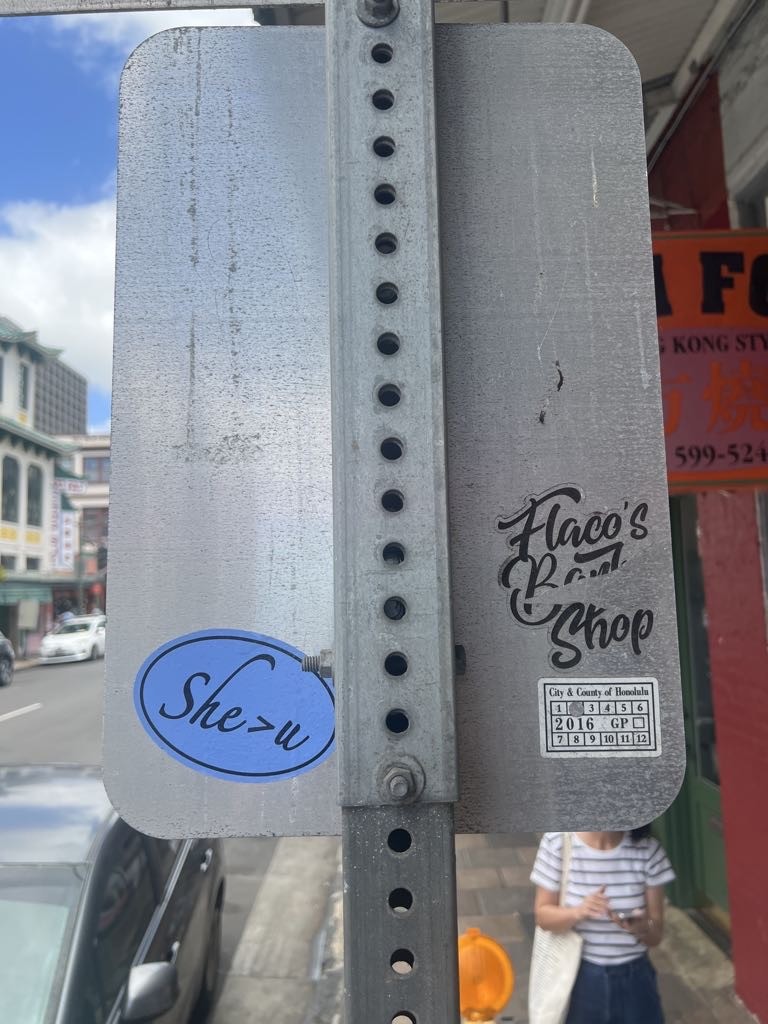 KONG STY
燒
599-524
Flaco's
Shop
She>u
City & County of Honolulu
1 3 4 5 6
2016 GP
7 8 9 10 11 12